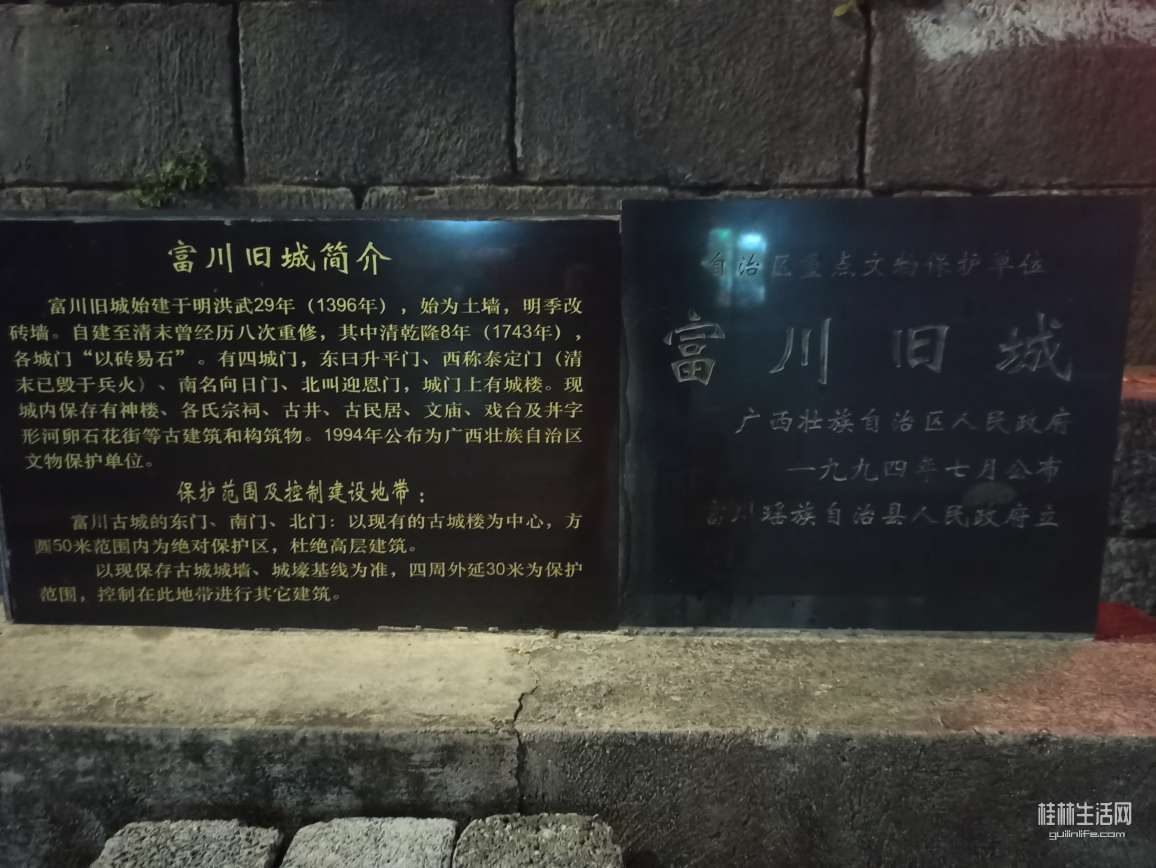 富川旧城简介
富川旧城始建于明洪武29年（1396年），始为土墙，明季改
砖墙。自建至清末曾经历八次重修，其中清乾隆8年（1743年），
各城门“以砖易石”。有四城门，东曰升平门、西称泰定门（清
末已毁于兵火）、南名向日门、北叫迎恩门，城门上有城楼。现
城内保存有神楼、各氏宗祠、古井、古民居、文庙、戏台及井字
形河卵石花街等古建筑和构筑物。1994年公布为广西壮族自治区
文物保护单位。
保护范围及控制建设地带：
富川古城的东门、南门、北门：以现有的古城楼为中心，方
圆50米范围内为绝对保护区，杜绝高层建筑。
以现保存古城城墙、城壕基线为准，四周外延30米为保护
范围，控制在此地带进行其它建筑。
自治区重点文物保护单位
富川旧城
广西壮族自治区人民政府
一九九四年七月公布
富川瑶族自治县人民政府立
桂林生活网
guilinlife.com